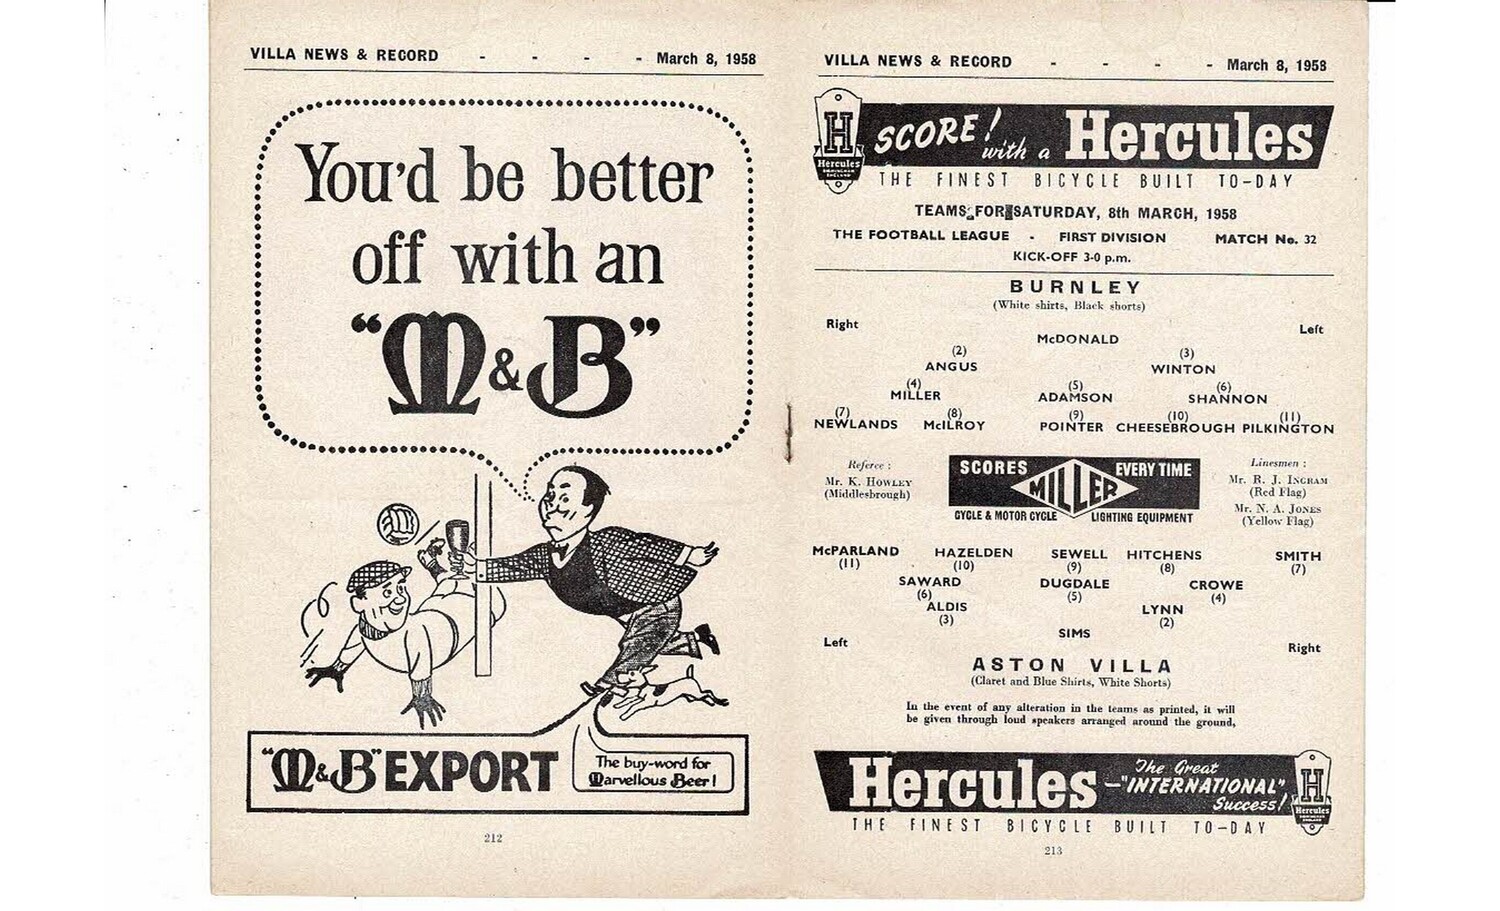 VILLA NEWS & RECORD - - - - March 8, 1958
You'd be better
off with an
"M&B"
"M&B" EXPORT
The buy-word for
Marvellous Beer!
212
VILLA NEWS & RECORD - - - - March 8, 1958
H
Hercules
BIRMINGHAM
ENGLAND
SCORE! with a Hercules
THE FINEST BICYCLE BUILT TO-DAY
TEAMS FOR SATURDAY, 8th MARCH, 1958
THE FOOTBALL LEAGUE - FIRST DIVISION MATCH No. 32
KICK-OFF 3-0 p.m.
BURNLEY
(White shirts, Black shorts)
Right Left
McDONALD
(2) (3)
ANGUS WINTON
(4) (5) (6)
MILLER ADAMSON SHANNON
(7) (8) (9) (10) (11)
NEWLANDS McILROY POINTER CHEESEBROUGH PILKINGTON
Referee :
Mr. K. HOWLEY
(Middlesbrough)
SCORES EVERY TIME
MILLER
CYCLE & MOTOR CYCLE LIGHTING EQUIPMENT
Linesmen :
Mr. R. J. INGRAM
(Red Flag)
Mr. N. A. JONES
(Yellow Flag)
McPARLAND HAZELDEN SEWELL HITCHENS SMITH
(11) (10) (9) (8) (7)
SAWARD DUGDALE CROWE
(6) (5) (4)
ALDIS LYNN
(3) (2)
SIMS
Left Right
ASTON VILLA
(Claret and Blue Shirts, White Shorts)
In the event of any alteration in the teams as printed, it will
be given through loud speakers arranged around the ground,
Hercules —The Great
"INTERNATIONAL"
Success!
H
Hercules
THE FINEST BICYCLE BUILT TO-DAY
213